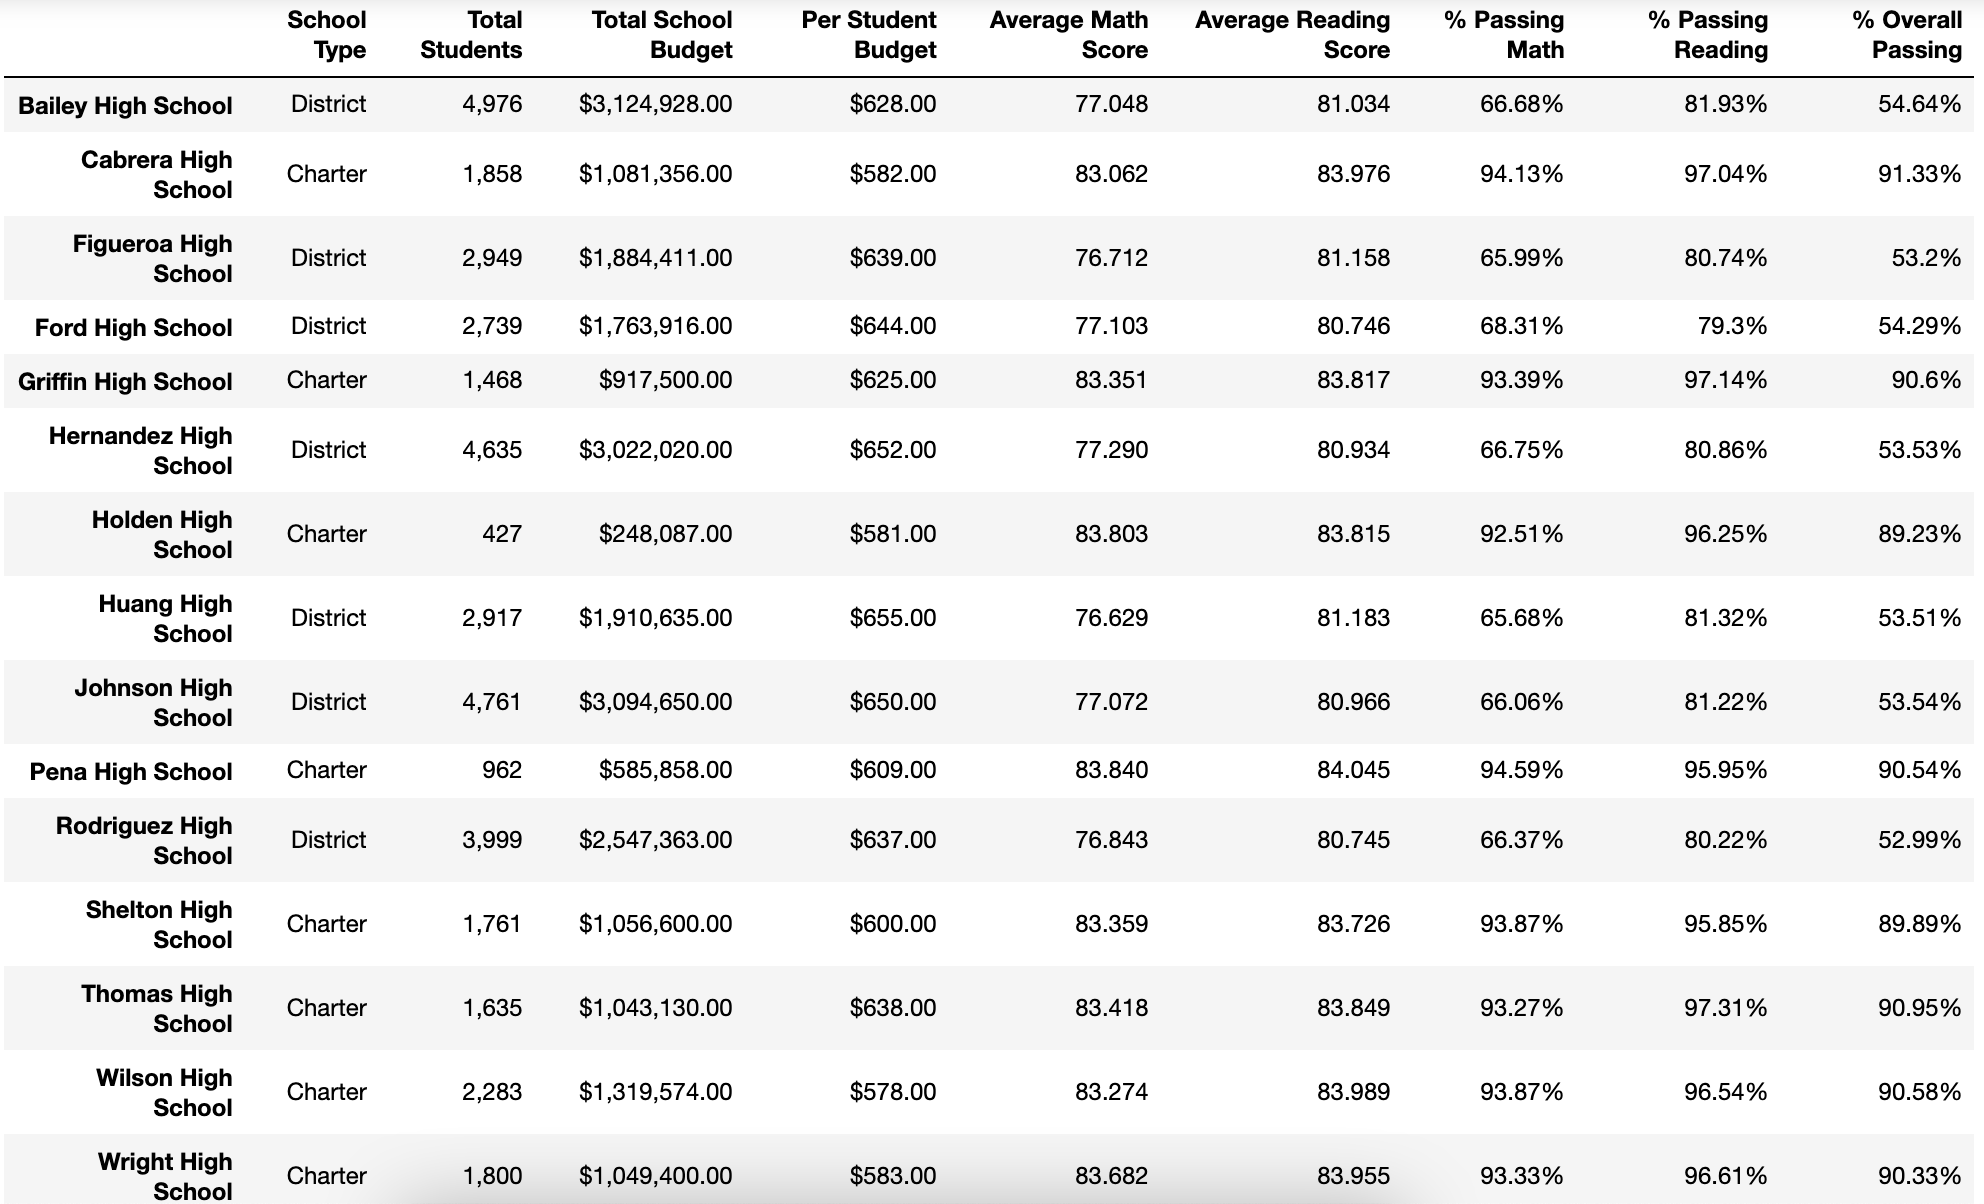 School Type Total Students Total School Budget Per Student Budget Average Math Score Average Reading Score % Passing Math % Passing Reading % Overall Passing
Bailey High School District 4,976 $3,124,928.00 $628.00 77.048 81.034 66.68% 81.93% 54.64%
Cabrera High School Charter 1,858 $1,081,356.00 $582.00 83.062 83.976 94.13% 97.04% 91.33%
Figueroa High School District 2,949 $1,884,411.00 $639.00 76.712 81.158 65.99% 80.74% 53.2%
Ford High School District 2,739 $1,763,916.00 $644.00 77.103 80.746 68.31% 79.3% 54.29%
Griffin High School Charter 1,468 $917,500.00 $625.00 83.351 83.817 93.39% 97.14% 90.6%
Hernandez High School District 4,635 $3,022,020.00 $652.00 77.290 80.934 66.75% 80.86% 53.53%
Holden High School Charter 427 $248,087.00 $581.00 83.803 83.815 92.51% 96.25% 89.23%
Huang High School District 2,917 $1,910,635.00 $655.00 76.629 81.183 65.68% 81.32% 53.51%
Johnson High School District 4,761 $3,094,650.00 $650.00 77.072 80.966 66.06% 81.22% 53.54%
Pena High School Charter 962 $585,858.00 $609.00 83.840 84.045 94.59% 95.95% 90.54%
Rodriguez High School District 3,999 $2,547,363.00 $637.00 76.843 80.745 66.37% 80.22% 52.99%
Shelton High School Charter 1,761 $1,056,600.00 $600.00 83.359 83.726 93.87% 95.85% 89.89%
Thomas High School Charter 1,635 $1,043,130.00 $638.00 83.418 83.849 93.27% 97.31% 90.95%
Wilson High School Charter 2,283 $1,319,574.00 $578.00 83.274 83.989 93.87% 96.54% 90.58%
Wright High School Charter 1,800 $1,049,400.00 $583.00 83.682 83.955 93.33% 96.61% 90.33%